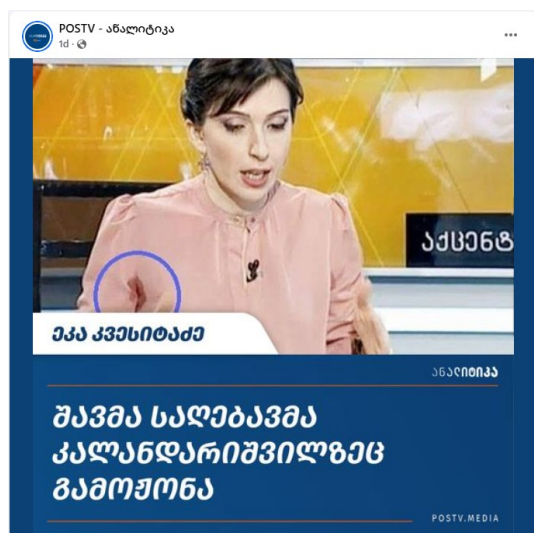 POSTV - ანალიტიკა
1d
აქცენტ
ეკა კვესიტაძე
ანალიტიკა
შავმა საღებავმა
კალანდარიშვილზეც
გამოჟონა
POSTV.MEDIA